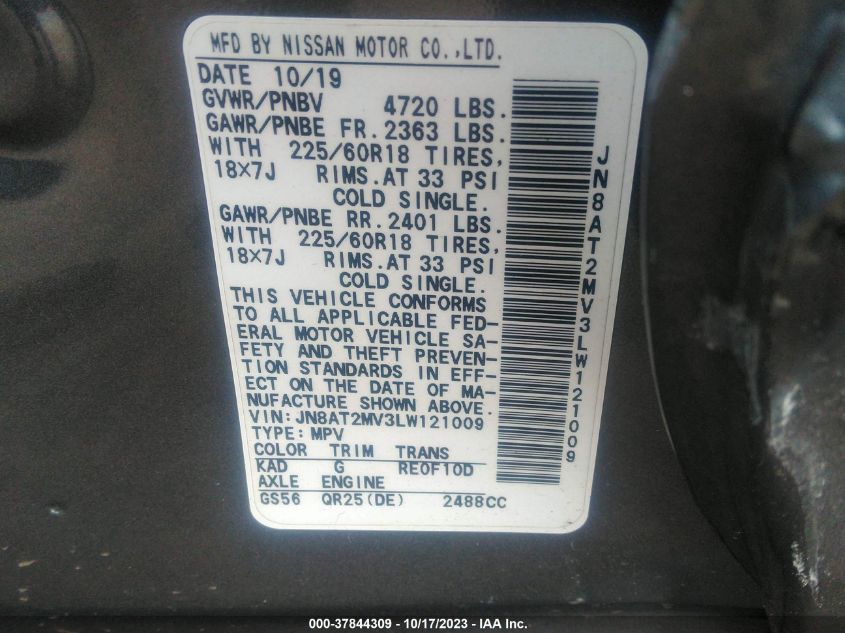 MFD BY NISSAN MOTOR CO.,LTD.
DATE 10/19
GVWR/PNBV 4720 LBS.
GAWR/PNBE FR.2363 LBS.
WITH 225/60R18 TIRES,
18×7J RIMS.AT 33 PSI
COLD SINGLE.
GAWR/PNBE RR.2401 LBS.
WITH 225/60R18 TIRES,
18×7J RIMS.AT 33 PSI
COLD SINGLE.
THIS VEHICLE CONFORMS
TO ALL APPLICABLE FED-
ERAL MOTOR VEHICLE SA-
FETY AND THEFT PREVEN-
TION STANDARDS IN EFF-
ECT ON THE DATE OF MA-
NUFACTURE SHOWN ABOVE.
VIN:JN8AT2MV3LW121009
TYPE:MPV
COLOR TRIM TRANS
KAD G RE0F10D
AXLE ENGINE
GS56 QR25(DE) 2488CC
JN8AT2MV3LW121009
000-37844309 - 10/17/2023 - IAA Inc.